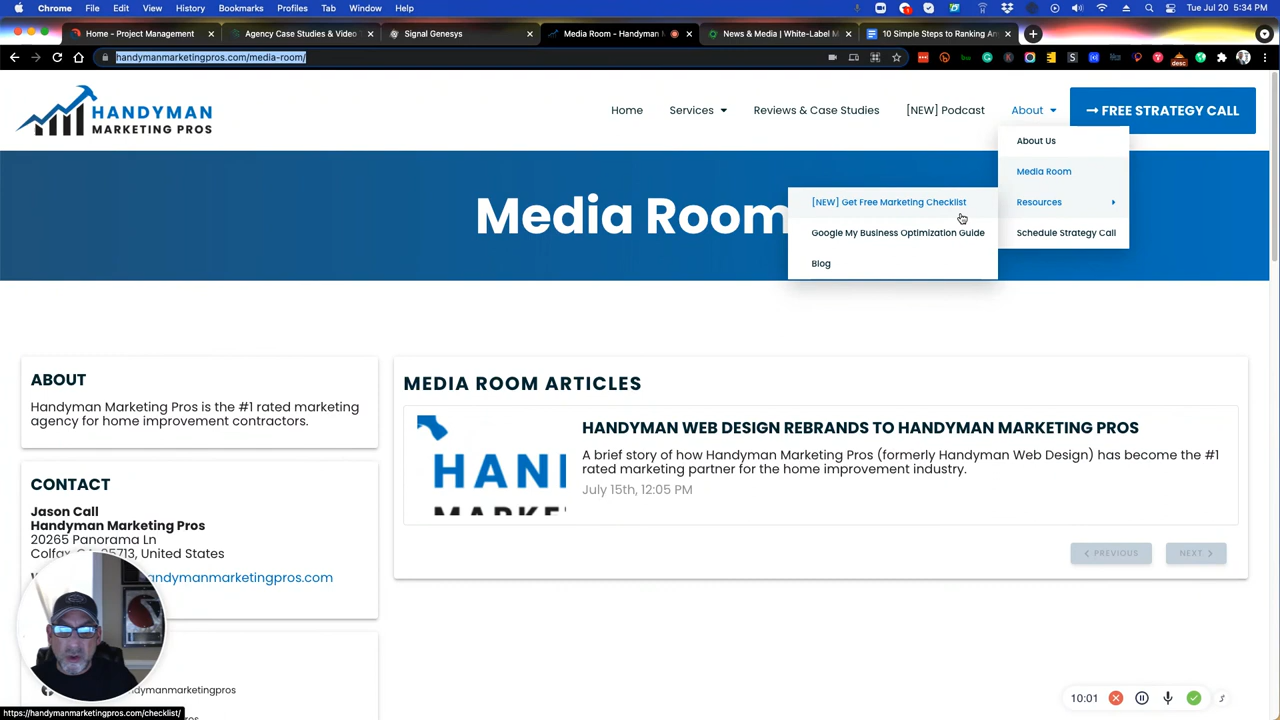 Chrome File Edit View History Bookmarks Profiles Tab Window Help Tue Jul 20 5:34 PM
Home - Project Management
Agency Case Studies & Video
Signal Genesys
Media Room - Handyman
News & Media | White-Label M
10 Simple Steps to Ranking An
handymanmarketingpros.com/media-room/
HANDYMAN
MARKETING PROS
Home
Services
Reviews & Case Studies
[NEW] Podcast
About
FREE STRATEGY CALL
About Us
Media Room
Resources
Schedule Strategy Call
[NEW] Get Free Marketing Checklist
Google My Business Optimization Guide
Blog
Media Room
ABOUT
Handyman Marketing Pros is the #1 rated marketing
agency for home improvement contractors.
CONTACT
Jason Call
Handyman Marketing Pros
20265 Panorama Ln
Colfax, CA 95713, United States
andymanmarketingpros.com
dymanmarketingpros
MEDIA ROOM ARTICLES
HANDYMAN WEB DESIGN REBRANDS TO HANDYMAN MARKETING PROS
A brief story of how Handyman Marketing Pros (formerly Handyman Web Design) has become the #1
rated marketing partner for the home improvement industry.
July 15th, 12:05 PM
HAN
PREVIOUS
NEXT
10:01
https://handymanmarketingpros.com/checklist/